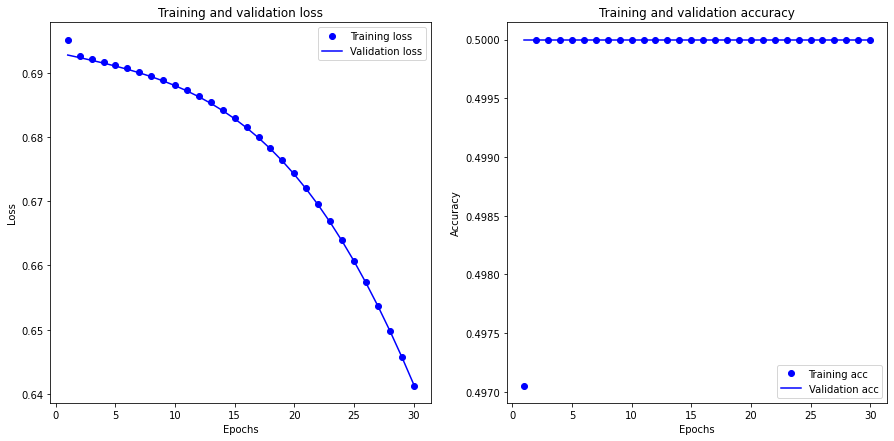 Training and validation loss
Training loss
Validation loss
0.69
0.68
0.67
0.66
0.65
0.64
Loss
0
5
10
15
20
25
30
Epochs
Training and validation accuracy
0.5000
0.4995
0.4990
0.4985
0.4980
0.4975
0.4970
Accuracy
Training acc
Validation acc
0
5
10
15
20
25
30
Epochs